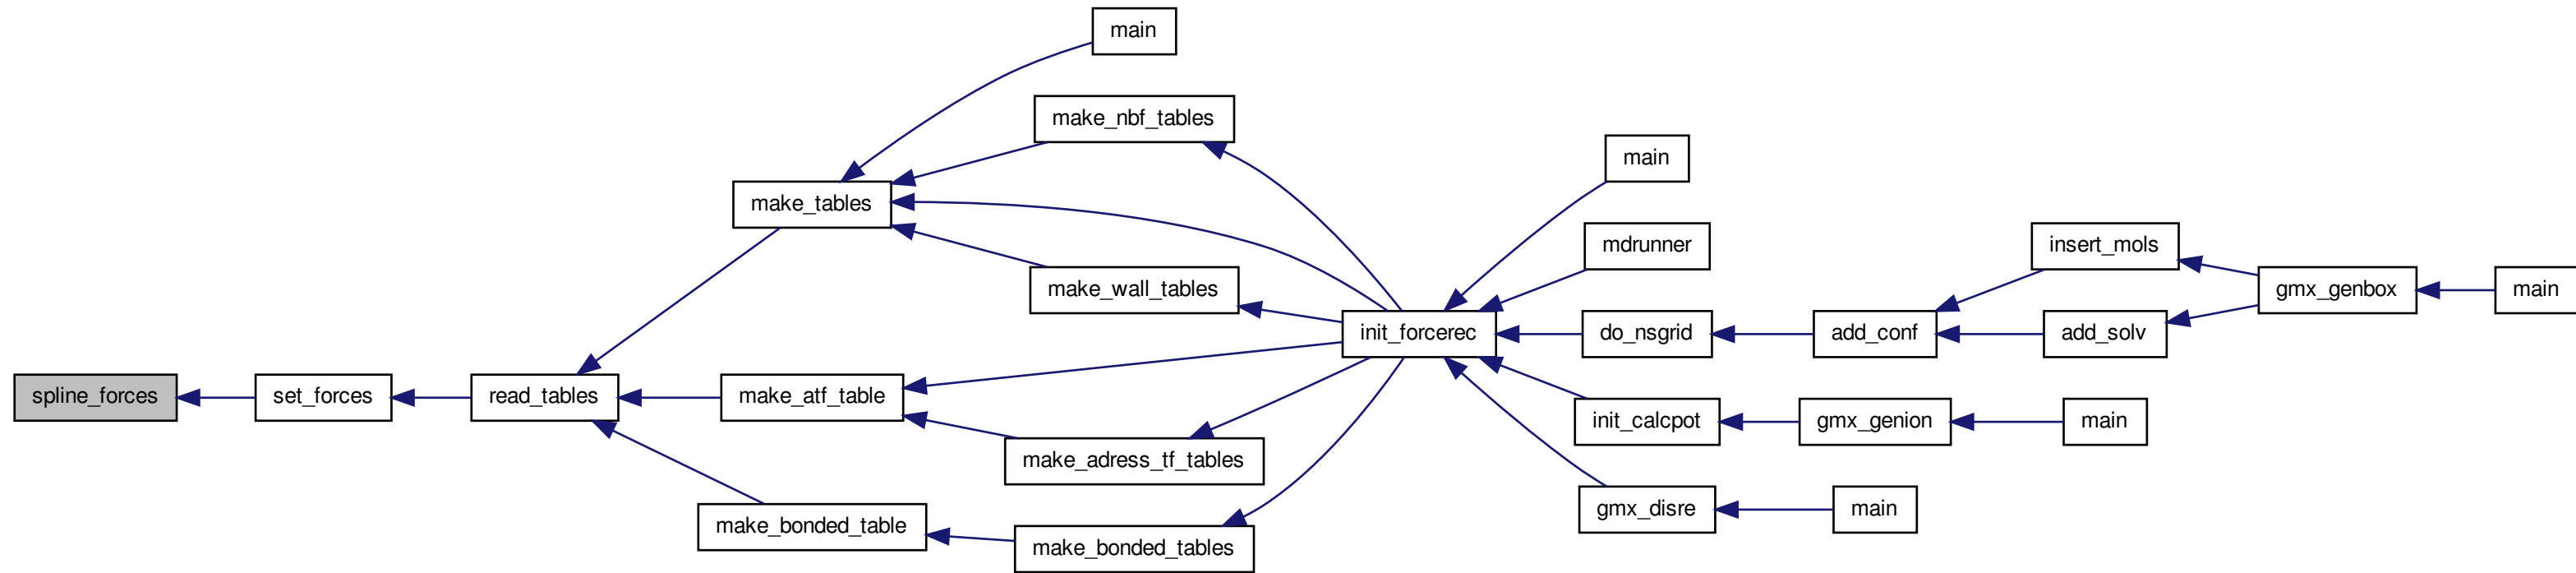 main
make_nbf_tables
main
make_tables
mdrunner
insert_mols
make_wall_tables
gmx_genbox
main
init_forcerec
do_nsgrid
add_conf
add_solv
spline_forces
set_forces
read_tables
make_atf_table
init_calcpot
gmx_genion
main
make_adress_tf_tables
gmx_disre
main
make_bonded_table
make_bonded_tables